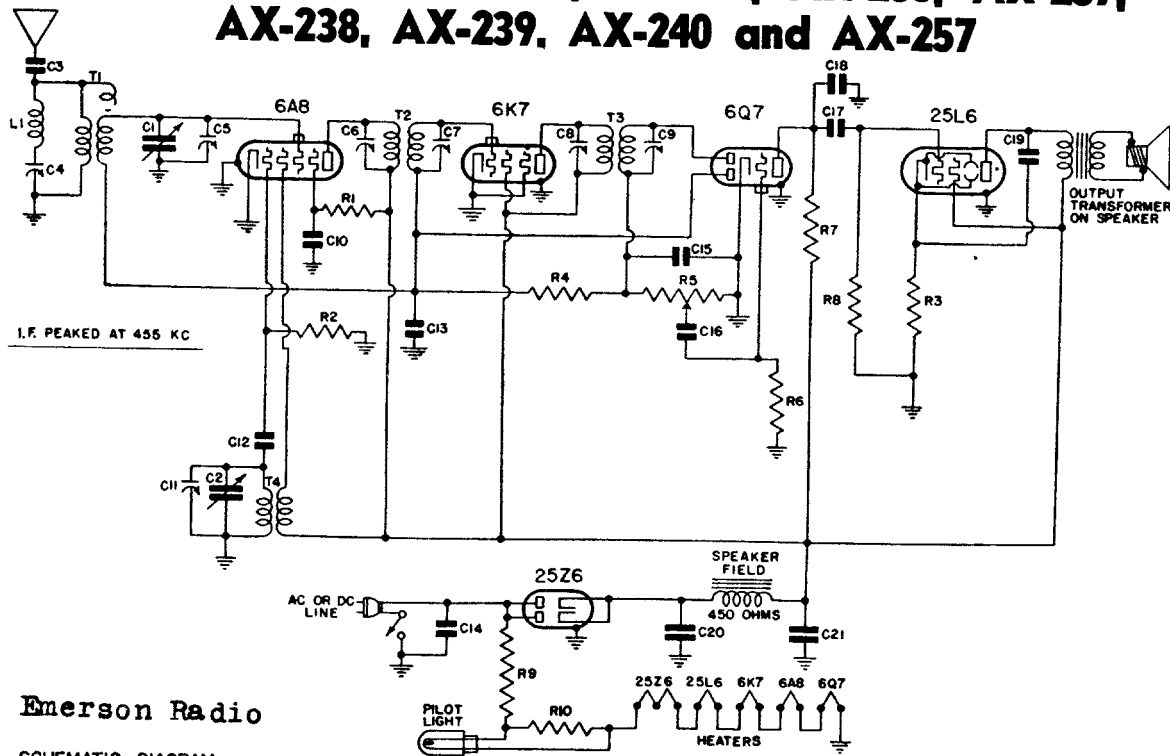 AX-238, AX-239, AX-240 and AX-257
C3
T1
L1
C4
C1
C5
6A8
C6
T2
C7
6K7
C8
T3
C9
6Q7
C18
C17
25L6
C19
OUTPUT
TRANSFORMER
ON SPEAKER
R1
C10
R7
C15
R4
R5
R8
R3
R2
C13
C16
I.F. PEAKED AT 455 KC
R6
C12
C11
C2
T4
SPEAKER
FIELD
450 OHMS
25Z6
AC OR DC
LINE
C14
C20
C21
R9
25Z6 25L6 6K7 6A8 6Q7
HEATERS
R10
PILOT
LIGHT
Emerson Radio
SCHEMATIC DIAGRAM